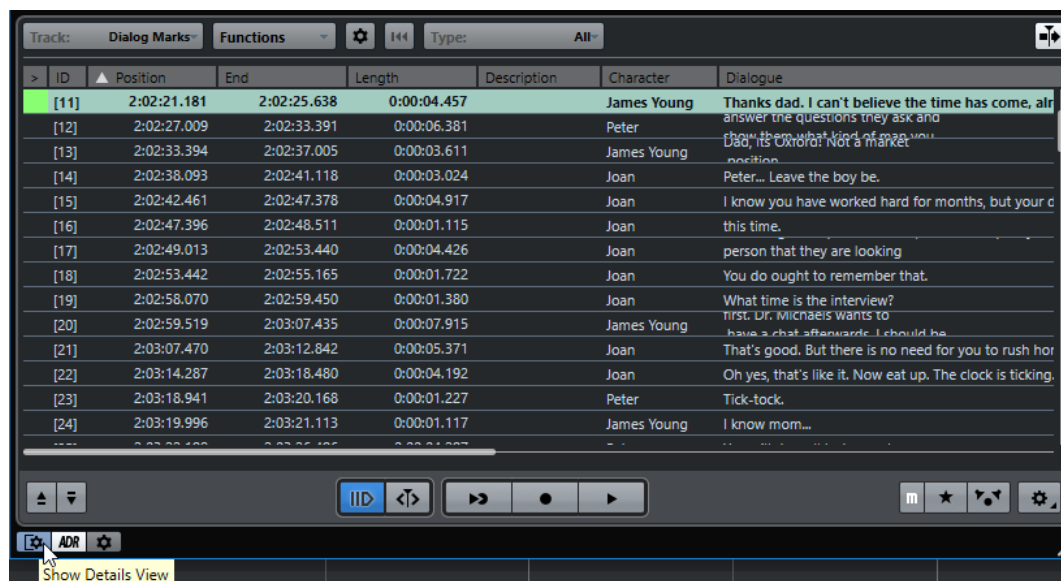 Track: Dialog Marks Functions Type: All
> ID Position End Length Description Character Dialogue
[11] 2:02:21.181 2:02:25.638 0:00:04.457 James Young Thanks dad. I can't believe the time has come, alr
[12] 2:02:27.009 2:02:33.391 0:00:06.381 Peter answer the questions they ask and
show them what kind of man you
[13] 2:02:33.394 2:02:37.005 0:00:03.611 James Young Dad, its Oxford! Not a market
position
[14] 2:02:38.093 2:02:41.118 0:00:03.024 Joan Peter... Leave the boy be.
[15] 2:02:42.461 2:02:47.378 0:00:04.917 Joan I know you have worked hard for months, but your d
[16] 2:02:47.396 2:02:48.511 0:00:01.115 Joan this time.
[17] 2:02:49.013 2:02:53.440 0:00:04.426 Joan person that they are looking
[18] 2:02:53.442 2:02:55.165 0:00:01.722 Joan You do ought to remember that.
[19] 2:02:58.070 2:02:59.450 0:00:01.380 Joan What time is the interview?
[20] 2:02:59.519 2:03:07.435 0:00:07.915 James Young first. Dr. Michaels wants to
have a chat afterwards. I should be
[21] 2:03:07.470 2:03:12.842 0:00:05.371 Joan That's good. But there is no need for you to rush hor
[22] 2:03:14.287 2:03:18.480 0:00:04.192 Joan Oh yes, that's like it. Now eat up. The clock is ticking.
[23] 2:03:18.941 2:03:20.168 0:00:01.227 Peter Tick-tock.
[24] 2:03:19.996 2:03:21.113 0:00:01.117 James Young I know mom...
m
ADR
Show Details View